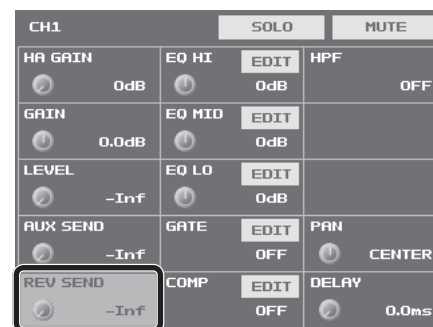 CH1 SOLO MUTE
HA GAIN EQ HI EDIT HPF
0dB 0dB OFF
GAIN EQ MID EDIT
0.0dB 0dB
LEVEL EQ LO EDIT
-Inf 0dB
AUX SEND GATE EDIT PAN
-Inf OFF CENTER
REV SEND COMP EDIT DELAY
-Inf OFF 0.0ms